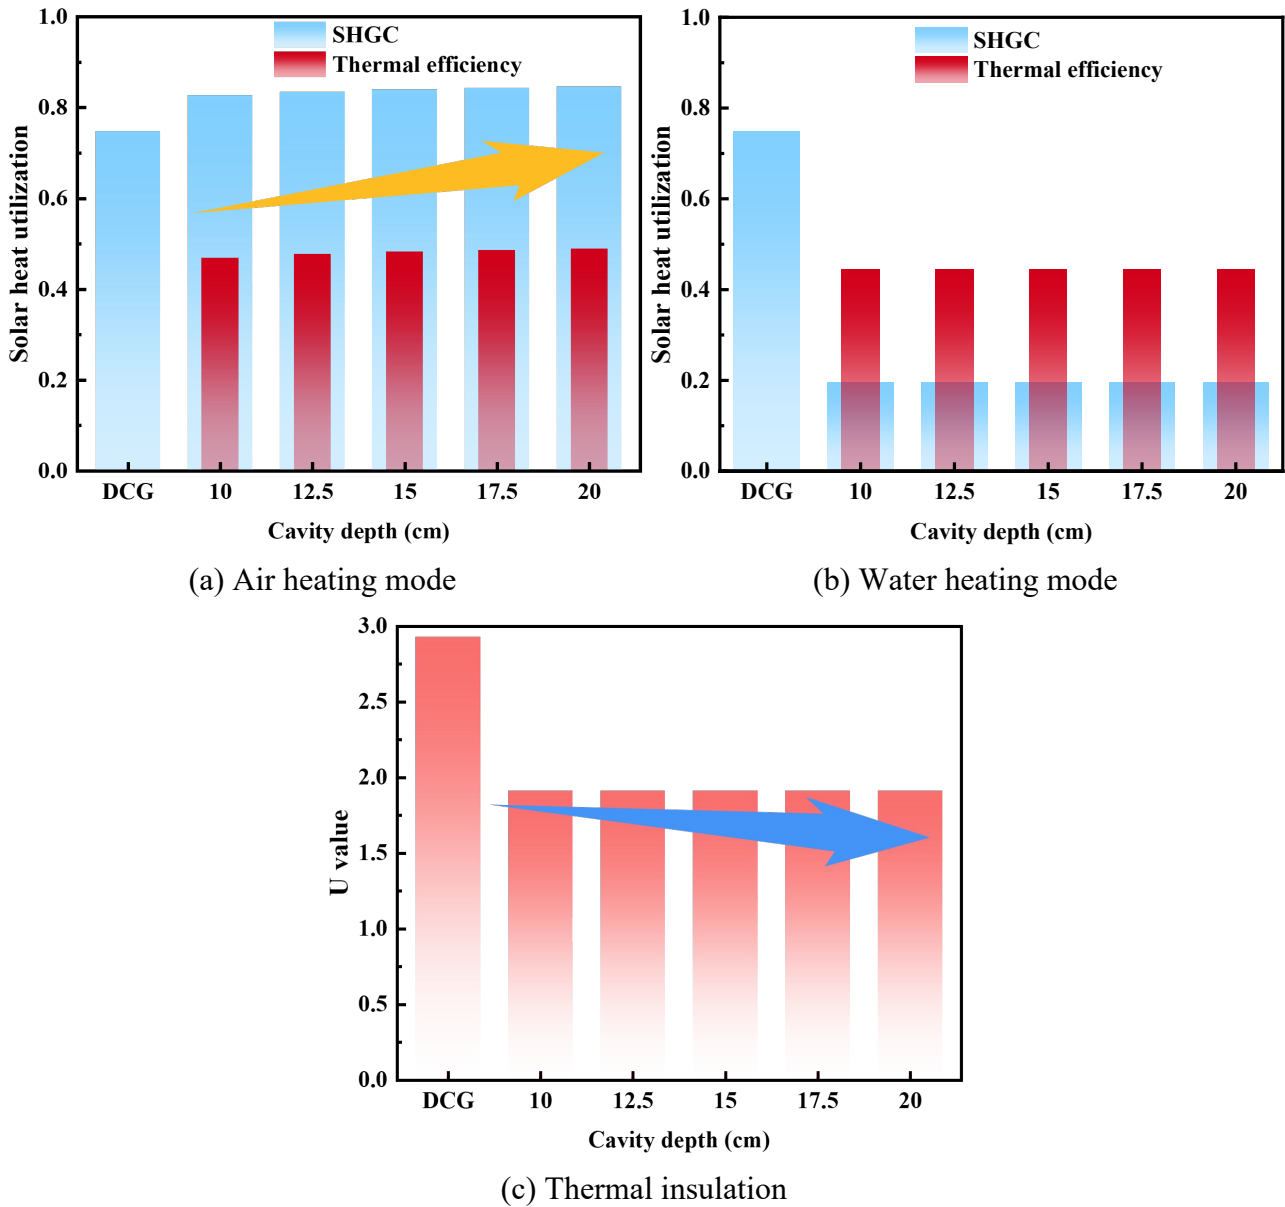 1.0
0.8
0.6
0.4
0.2
0.0
Solar heat utilization
SHGC
Thermal efficiency
DCG 10 12.5 15 17.5 20
Cavity depth (cm)
(a) Air heating mode
1.0
0.8
0.6
0.4
0.2
0.0
Solar heat utilization
SHGC
Thermal efficiency
DCG 10 12.5 15 17.5 20
Cavity depth (cm)
(b) Water heating mode
3.0
2.5
2.0
1.5
1.0
0.5
0.0
U value
DCG 10 12.5 15 17.5 20
Cavity depth (cm)
(c) Thermal insulation